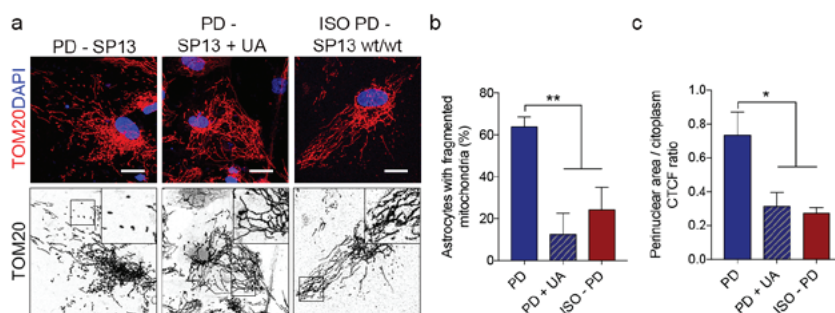 a
PD - SP13
PD -
SP13 + UA
ISO PD -
SP13 wt/wt
TOM20DAPI
TOM20
b
Astrocytes with fragmented
mitochondria (%)
80
60
40
20
0
**
PD
PD + UA
ISO - PD
c
Perinuclear area / citoplasm
CTCF ratio
1.0
0.8
0.6
0.4
0.2
0.0
*
PD
PD + UA
ISO - PD